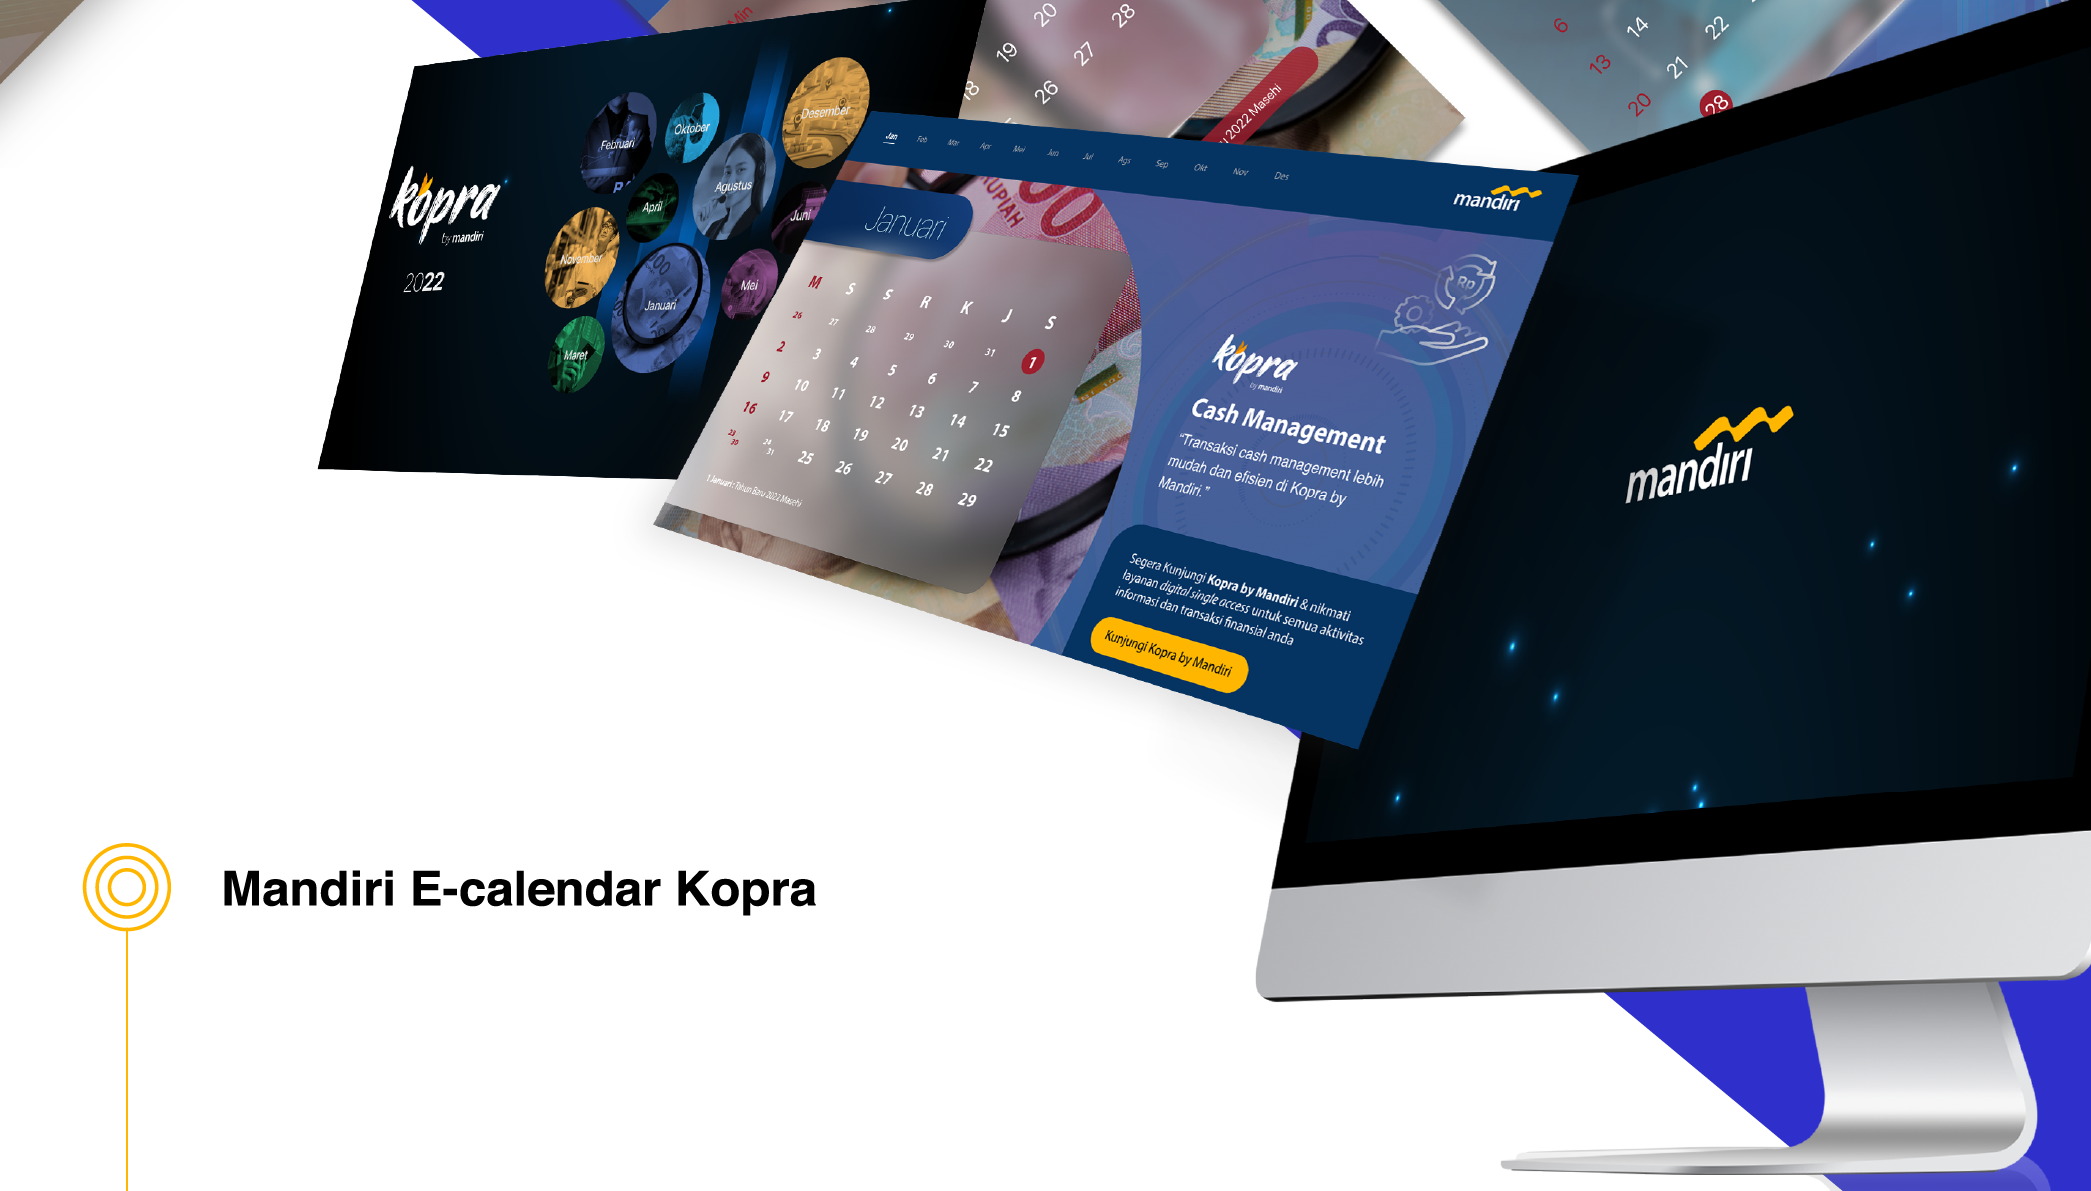 Min
20
28
19
27
18
26
2022 Masehi
6
14
22
13
21
20
28
kopra
by mandiri
2022
Februari
Oktober
Desember
April
Agustus
Juni
November
Januari
Mei
Maret
Jan Feb Mar Apr Mei Jun Jul Ags Sep Okt Nov Des
mandiri
Januari
RUPIAH
M S S R K J S
26 27 28 29 30 31 1
2 3 4 5 6 7 8
9 10 11 12 13 14 15
16 17 18 19 20 21 22
23 24 25 26 27 28 29
30 31
1 Januari : Tahun Baru 2022 Masehi
Rp
kopra
by mandiri
Cash Management
“Transaksi cash management lebih
mudah dan efisien di Kopra by
Mandiri.”
Segera Kunjungi Kopra by Mandiri & nikmati
layanan digital single access untuk semua aktivitas
informasi dan transaksi finansial anda
Kunjungi Kopra by Mandiri
mandiri
Mandiri E-calendar Kopra